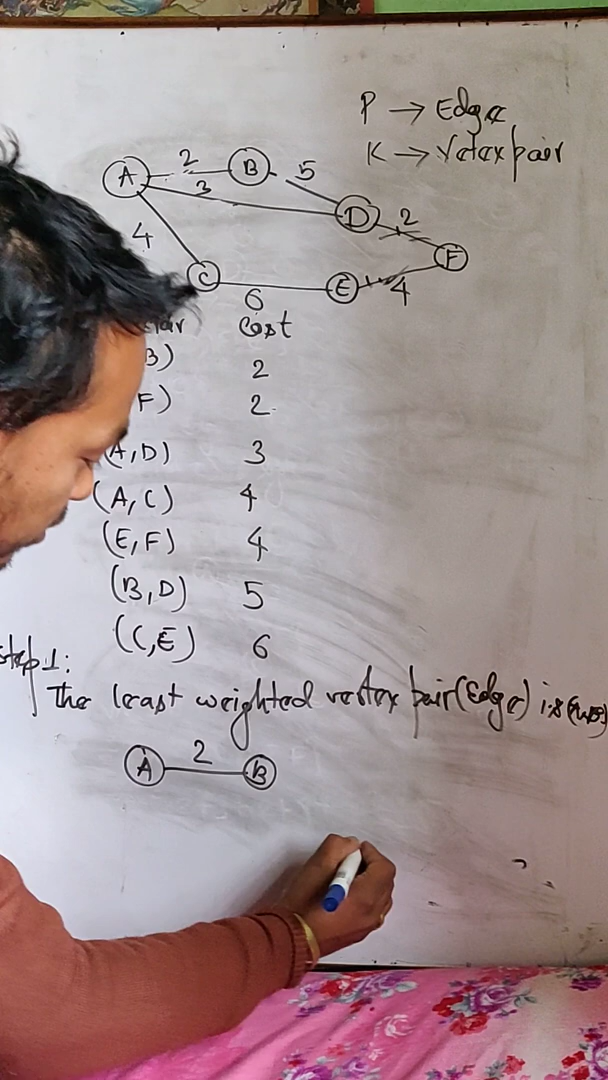 P → Edge
K → Vetex pair
A 2 B 5
3
D 2
4 F
C 6 E 4
Cost
B) 2
F) 2
(A,D) 3
(A,C) 4
(E,F) 4
(B,D) 5
(C,E) 6
step 1:
The least weighted vertex pair (Edge) is
A 2 B